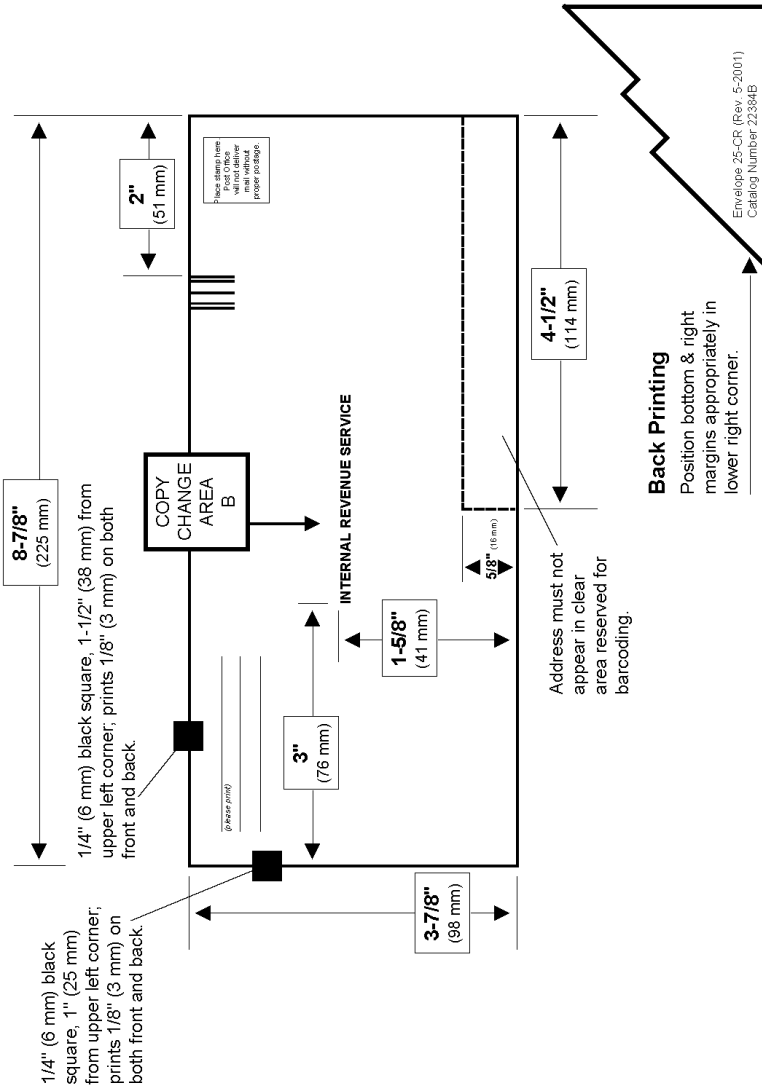 8-7/8"
(225 mm)
1/4" (6 mm) black square, 1-1/2" (38 mm) from
upper left corner; prints 1/8" (3 mm) on both
front and back.
1/4" (6 mm) black
square, 1" (25 mm)
from upper left corner;
prints 1/8" (3 mm) on
both front and back.
2"
(51 mm)
COPY
CHANGE
AREA
B
Place stamp here.
Post Office
will not deliver
mail without
proper postage.
(please print)
3"
(76 mm)
INTERNAL REVENUE SERVICE
1-5/8"
(41 mm)
3-7/8"
(98 mm)
5/8" (16 mm)
4-1/2"
(114 mm)
Address must not
appear in clear
area reserved for
barcoding.
Back Printing
Position bottom & right
margins appropriately in
lower right corner.
Envelope 25-CR (Rev. 5-2001)
Catalog Number 22384B